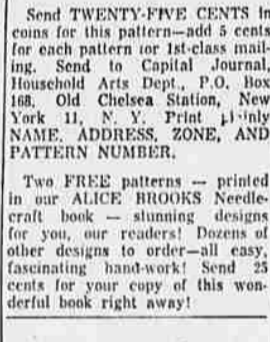 Send TWENTY-FIVE CENTS in
coins for this pattern—add 5 cents
for each pattern for 1st-class mail-
ing. Send to Capital Journal,
Household Arts Dept., P.O. Box
168, Old Chelsea Station, New
York 11, N. Y. Print plainly
NAME, ADDRESS, ZONE, AND
PATTERN NUMBER.
Two FREE patterns — printed
in our ALICE BROOKS Needle-
craft book — stunning designs
for you, our readers! Dozens of
other designs to order—all easy,
fascinating hand-work! Send 25
cents for your copy of this won-
derful book right away!